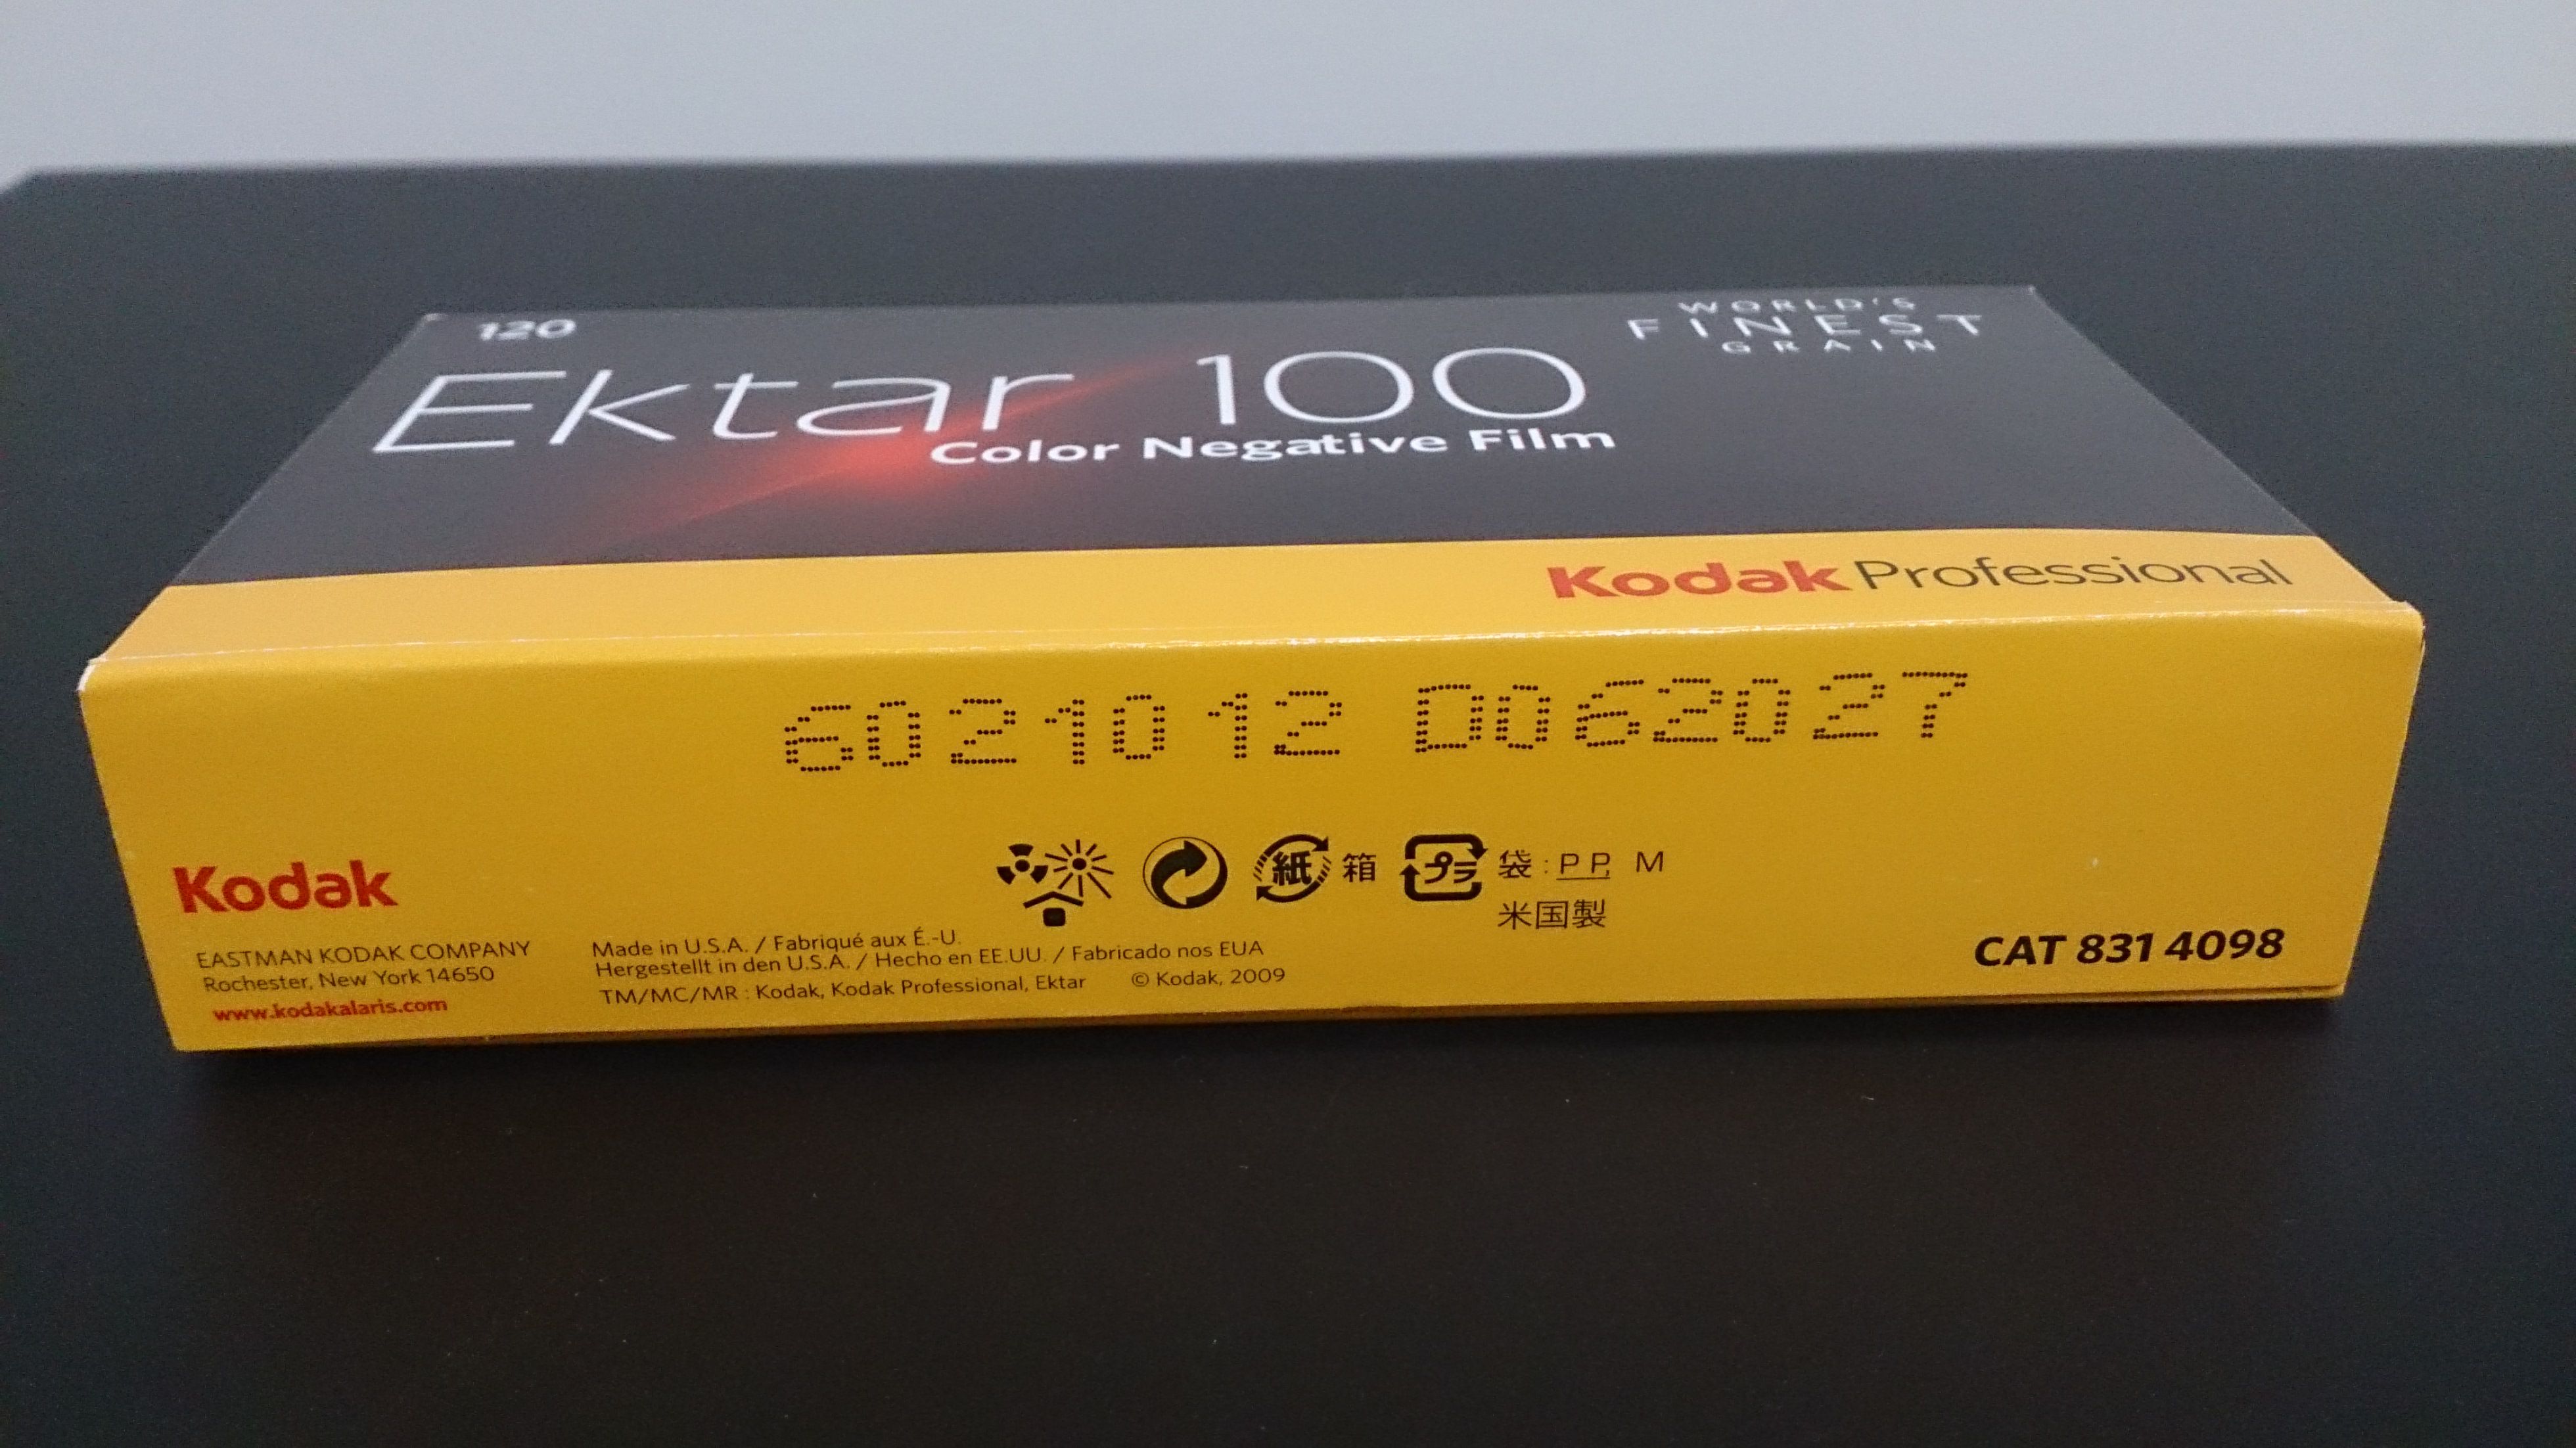 120
WORLD'S
FINEST
GRAIN
Ektar 100
Color Negative Film
Kodak Professional
6021012 D062027
紙 箱 プラ 袋 : PP, M
米国製
Kodak
EASTMAN KODAK COMPANY
Rochester, New York 14650
www.kodakalaris.com
Made in U.S.A. / Fabriqué aux É.-U.
Hergestellt in den U.S.A. / Hecho en EE.UU. / Fabricado nos EUA
TM/MC/MR : Kodak, Kodak Professional, Ektar © Kodak, 2009
CAT 831 4098